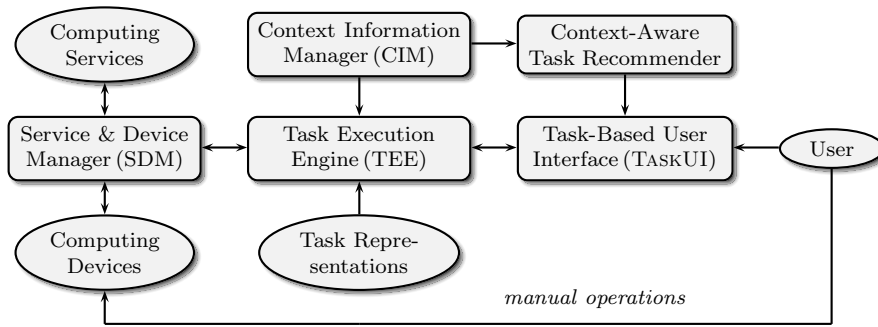 Computing
Services
Context Information
Manager (CIM)
Context-Aware
Task Recommender
Service & Device
Manager (SDM)
Task Execution
Engine (TEE)
Task-Based User
Interface (TASKUI)
User
Computing
Devices
Task Repre-
sentations
manual operations